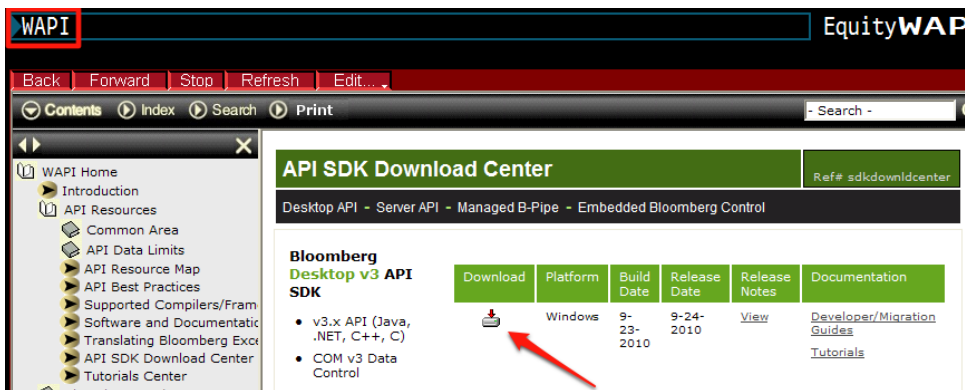 WAPI
EquityWAP
Back Forward Stop Refresh Edit...
Contents Index Search Print
- Search -
WAPI Home
Introduction
API Resources
Common Area
API Data Limits
API Resource Map
API Best Practices
Supported Compilers/Fram
Software and Documentatic
Translating Bloomberg Exce
API SDK Download Center
Tutorials Center
API SDK Download Center
Ref# sdkdownldcenter
Desktop API - Server API - Managed B-Pipe - Embedded Bloomberg Control
Bloomberg
Desktop v3 API
SDK
• v3.x API (Java,
.NET, C++, C)
• COM v3 Data
Control
Download Platform Build Date Release Date Release Notes Documentation
Windows 9-23-2010 9-24-2010 View Developer/Migration Guides
Tutorials